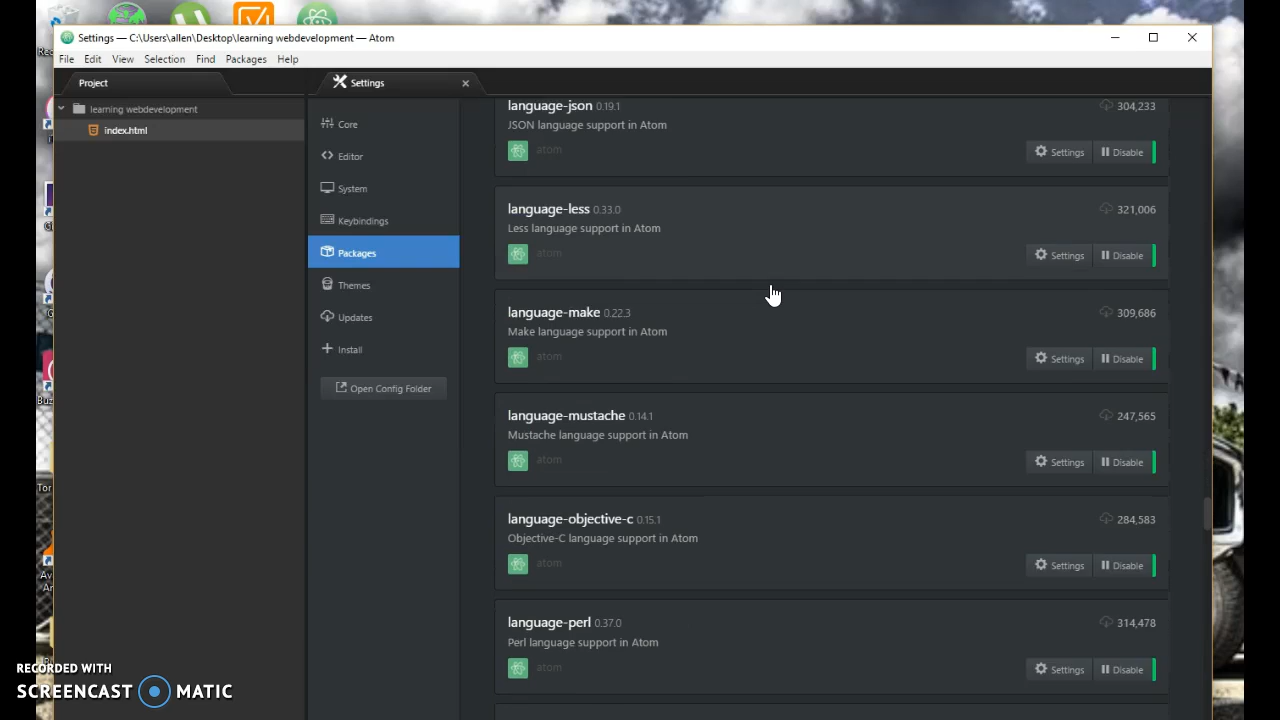 Settings — C:\Users\allen\Desktop\learning webdevelopment — Atom
File Edit View Selection Find Packages Help
Project
Settings
learning webdevelopment
index.html
Core
Editor
System
Keybindings
Packages
Themes
Updates
Install
Open Config Folder
language-json 0.19.1 304,233
JSON language support in Atom
atom
Settings Disable
language-less 0.33.0 321,006
Less language support in Atom
atom
Settings Disable
language-make 0.22.3 309,686
Make language support in Atom
atom
Settings Disable
language-mustache 0.14.1 247,565
Mustache language support in Atom
atom
Settings Disable
language-objective-c 0.15.1 284,583
Objective-C language support in Atom
atom
Settings Disable
language-perl 0.37.0 314,478
Perl language support in Atom
atom
Settings Disable
RECORDED WITH
SCREENCAST MATIC